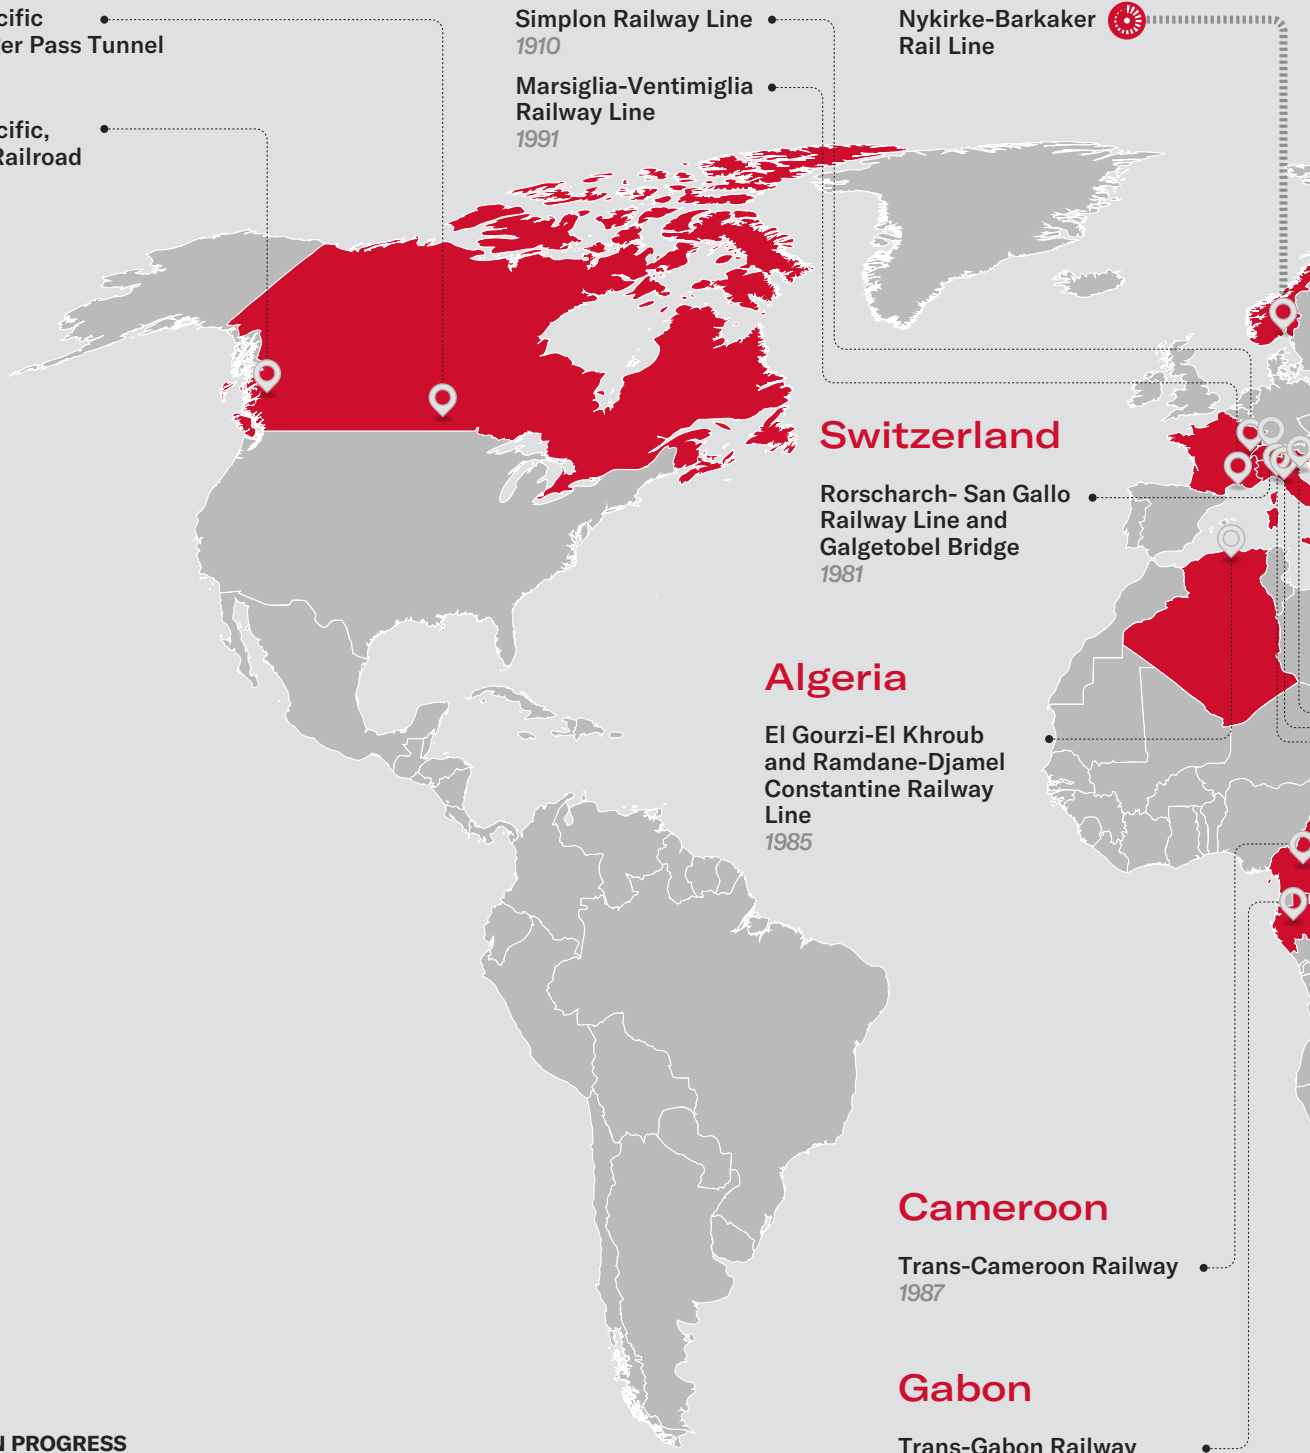 cific
er Pass Tunnel
cific,
Railroad
Simplon Railway Line
1910
Marsiglia-Ventimiglia
Railway Line
1991
Nykirke-Barkaker
Rail Line
Switzerland
Rorscharch- San Gallo
Railway Line and
Galgetobel Bridge
1981
Algeria
El Gourzi-El Khroub
and Ramdane-Djamel
Constantine Railway
Line
1985
Cameroon
Trans-Cameroon Railway
1987
Gabon
Trans-Gabon Railway
N PROGRESS